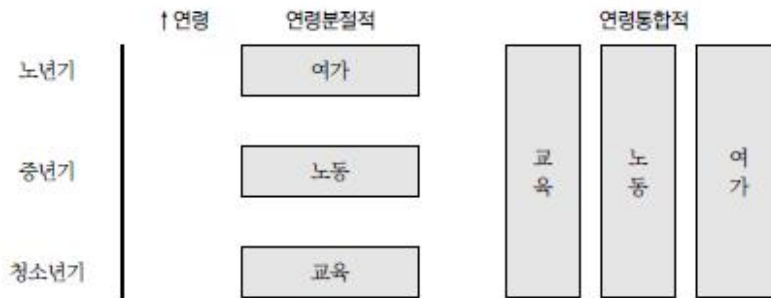 ↑연령 연령분절적 연령통합적
노년기 여가
중년기 노동 교육 노동 여가
청소년기 교육